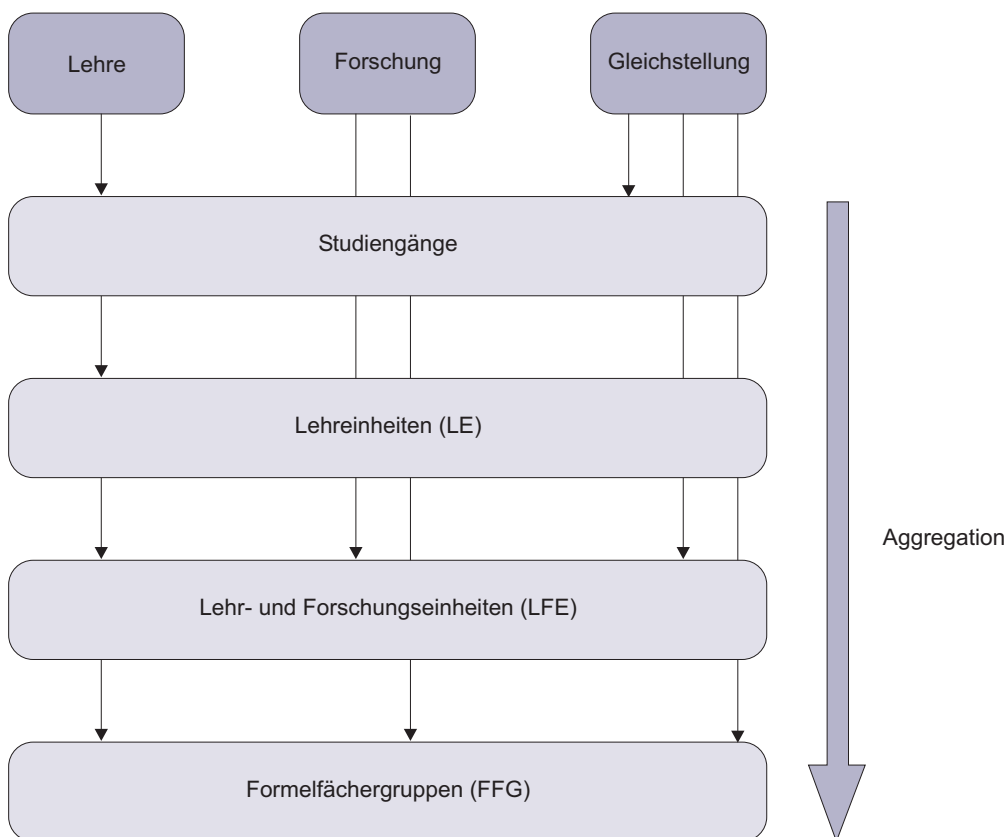 Lehre
Forschung
Gleichstellung
Studiengänge
Lehreinheiten (LE)
Aggregation
Lehr- und Forschungseinheiten (LFE)
Formelfächergruppen (FFG)